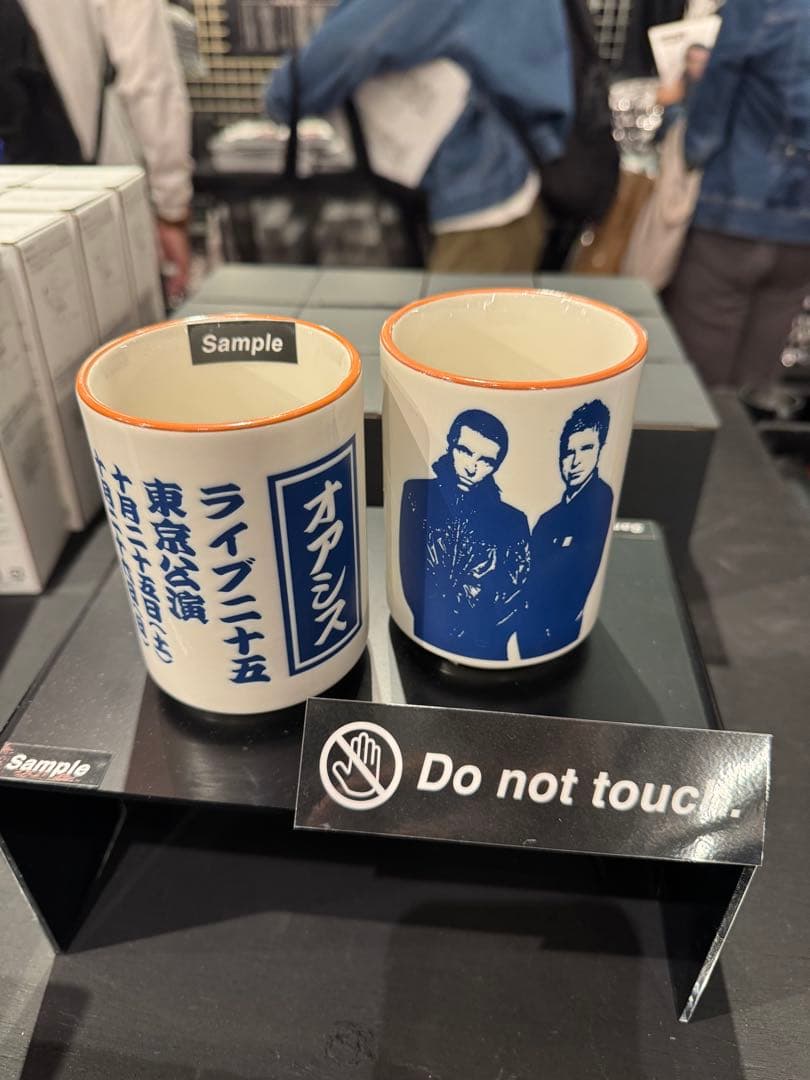 Sample
オアシス
ライブ二十五
東京公演
十月二十五日(土)
Sample
Do not touch.